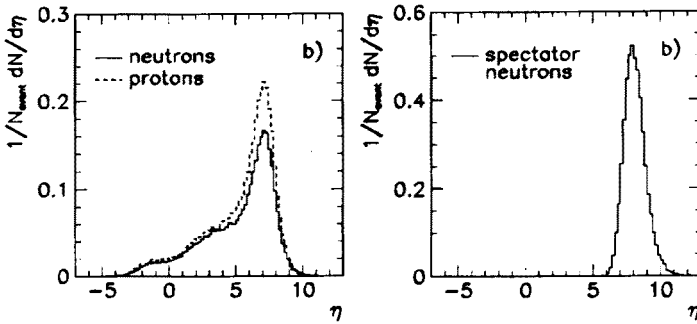 0.3
0.2
0.1
0
1/N_event dN/dη
neutrons
protons
b)
-5
0
5
10
η
0.6
0.4
0.2
0
1/N_event dN/dη
spectator
neutrons
b)
-5
0
5
10
η